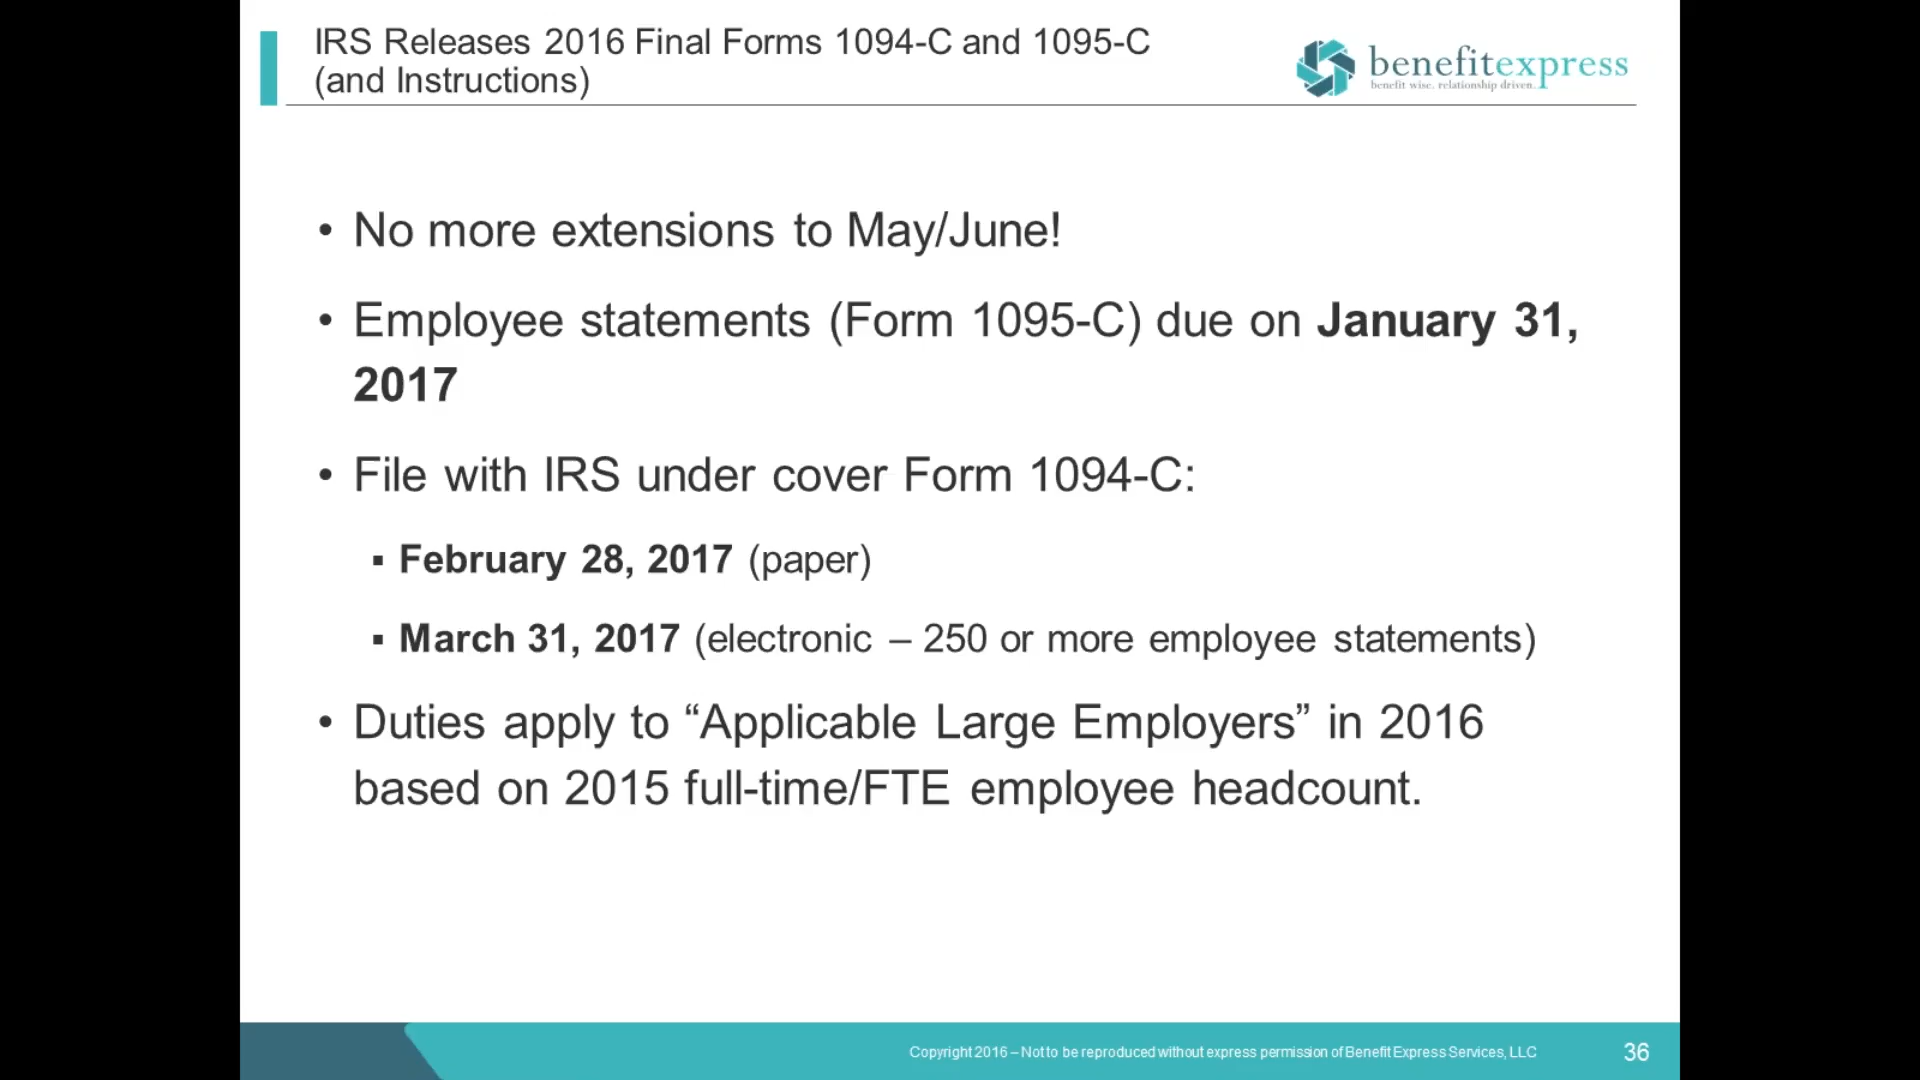 IRS Releases 2016 Final Forms 1094-C and 1095-C
(and Instructions)
benefitexpress
benefit wise. relationship driven.
• No more extensions to May/June!
• Employee statements (Form 1095-C) due on January 31,
2017
• File with IRS under cover Form 1094-C:
▪ February 28, 2017 (paper)
▪ March 31, 2017 (electronic – 250 or more employee statements)
• Duties apply to “Applicable Large Employers” in 2016
based on 2015 full-time/FTE employee headcount.
Copyright 2016 – Not to be reproduced without express permission of Benefit Express Services, LLC
36